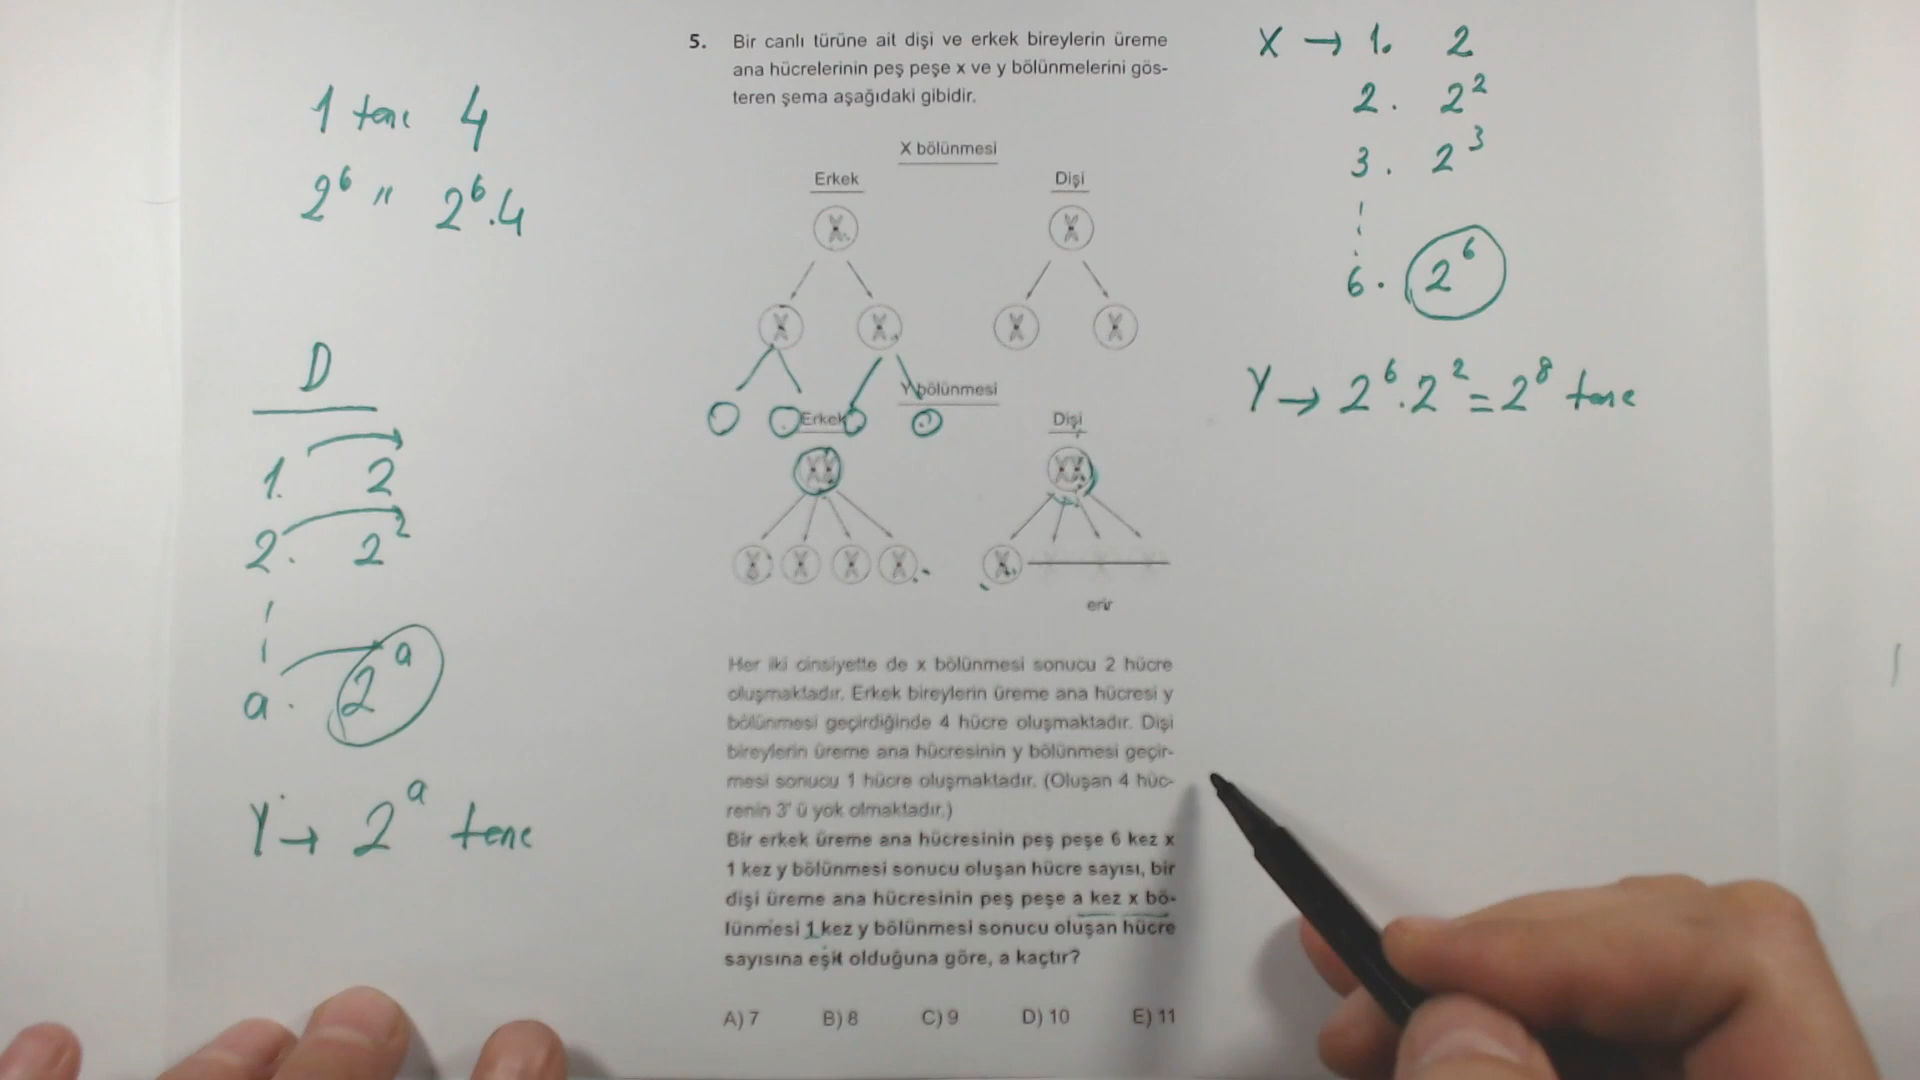 5. Bir canlı türüne ait dişi ve erkek bireylerin üreme
ana hücrelerinin peş peşe x ve y bölünmelerini gös-
teren şema aşağıdaki gibidir.
X bölünmesi
Erkek Dişi
Y bölünmesi
Erkek Dişi
erir
Her iki cinsiyette de x bölünmesi sonucu 2 hücre
oluşmaktadır. Erkek bireylerin üreme ana hücresi y
bölünmesi geçirdiğinde 4 hücre oluşmaktadır. Dişi
bireylerin üreme ana hücresinin y bölünmesi geçir-
mesi sonucu 1 hücre oluşmaktadır. (Oluşan 4 hüc-
renin 3' ü yok olmaktadır.)
Bir erkek üreme ana hücresinin peş peşe 6 kez x
1 kez y bölünmesi sonucu oluşan hücre sayısı, bir
dişi üreme ana hücresinin peş peşe a kez x bö-
lünmesi 1 kez y bölünmesi sonucu oluşan hücre
sayısına eşit olduğuna göre, a kaçtır?
A) 7 B) 8 C) 9 D) 10 E) 11
1 tane 4
2⁶ " 2⁶.4
D
1. 2
2. 2²
a. 2ᵃ
Y → 2ᵃ tane
X → 1. 2
2. 2²
3. 2³
6. 2⁶
Y → 2⁶.2² = 2⁸ tane